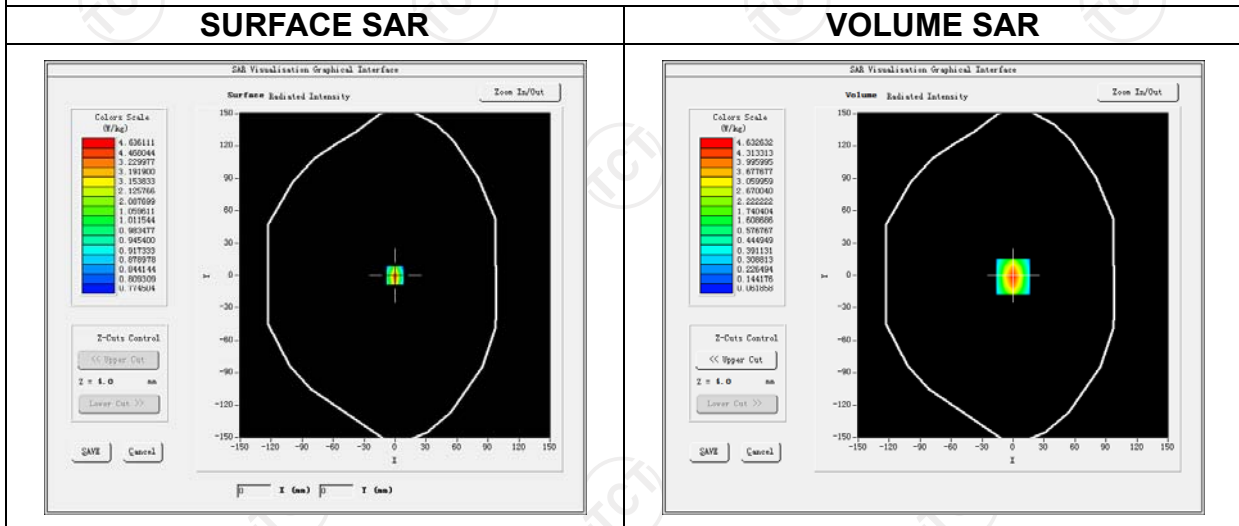 SURFACE SAR
SAR Visualisation Graphical Interface
Surface Radiated Intensity
Zoom In/Out
Colors Scale
(W/kg)
4.636111
4.460044
3.229977
3.191900
3.153833
2.125766
2.087699
1.059611
1.011544
0.983477
0.945400
0.917333
0.878978
0.844144
0.809309
0.774504
Z-Cuts Control
<< Upper Cut
Z = 4.0 mm
Lower Cut >>
SAVE Cancel
150
120
90
60
30
0
-30
-60
-90
-120
-150
Y
-150 -120 -90 -60 -30 0 30 60 90 120 150
X
0 X (mm) 0 Y (mm)
VOLUME SAR
SAR Visualisation Graphical Interface
Volume Radiated Intensity
Zoom In/Out
Colors Scale
(W/kg)
4.632632
4.313313
3.995995
3.677677
3.059959
2.670040
2.222222
1.740404
1.608686
0.576767
0.444949
0.391131
0.308813
0.226494
0.144176
0.061858
Z-Cuts Control
<< Upper Cut
Z = 4.0 mm
Lower Cut >>
SAVE Cancel
150
120
90
60
30
0
-30
-60
-90
-120
-150
Y
-150 -120 -90 -60 -30 0 30 60 90 120 150
X
TCT